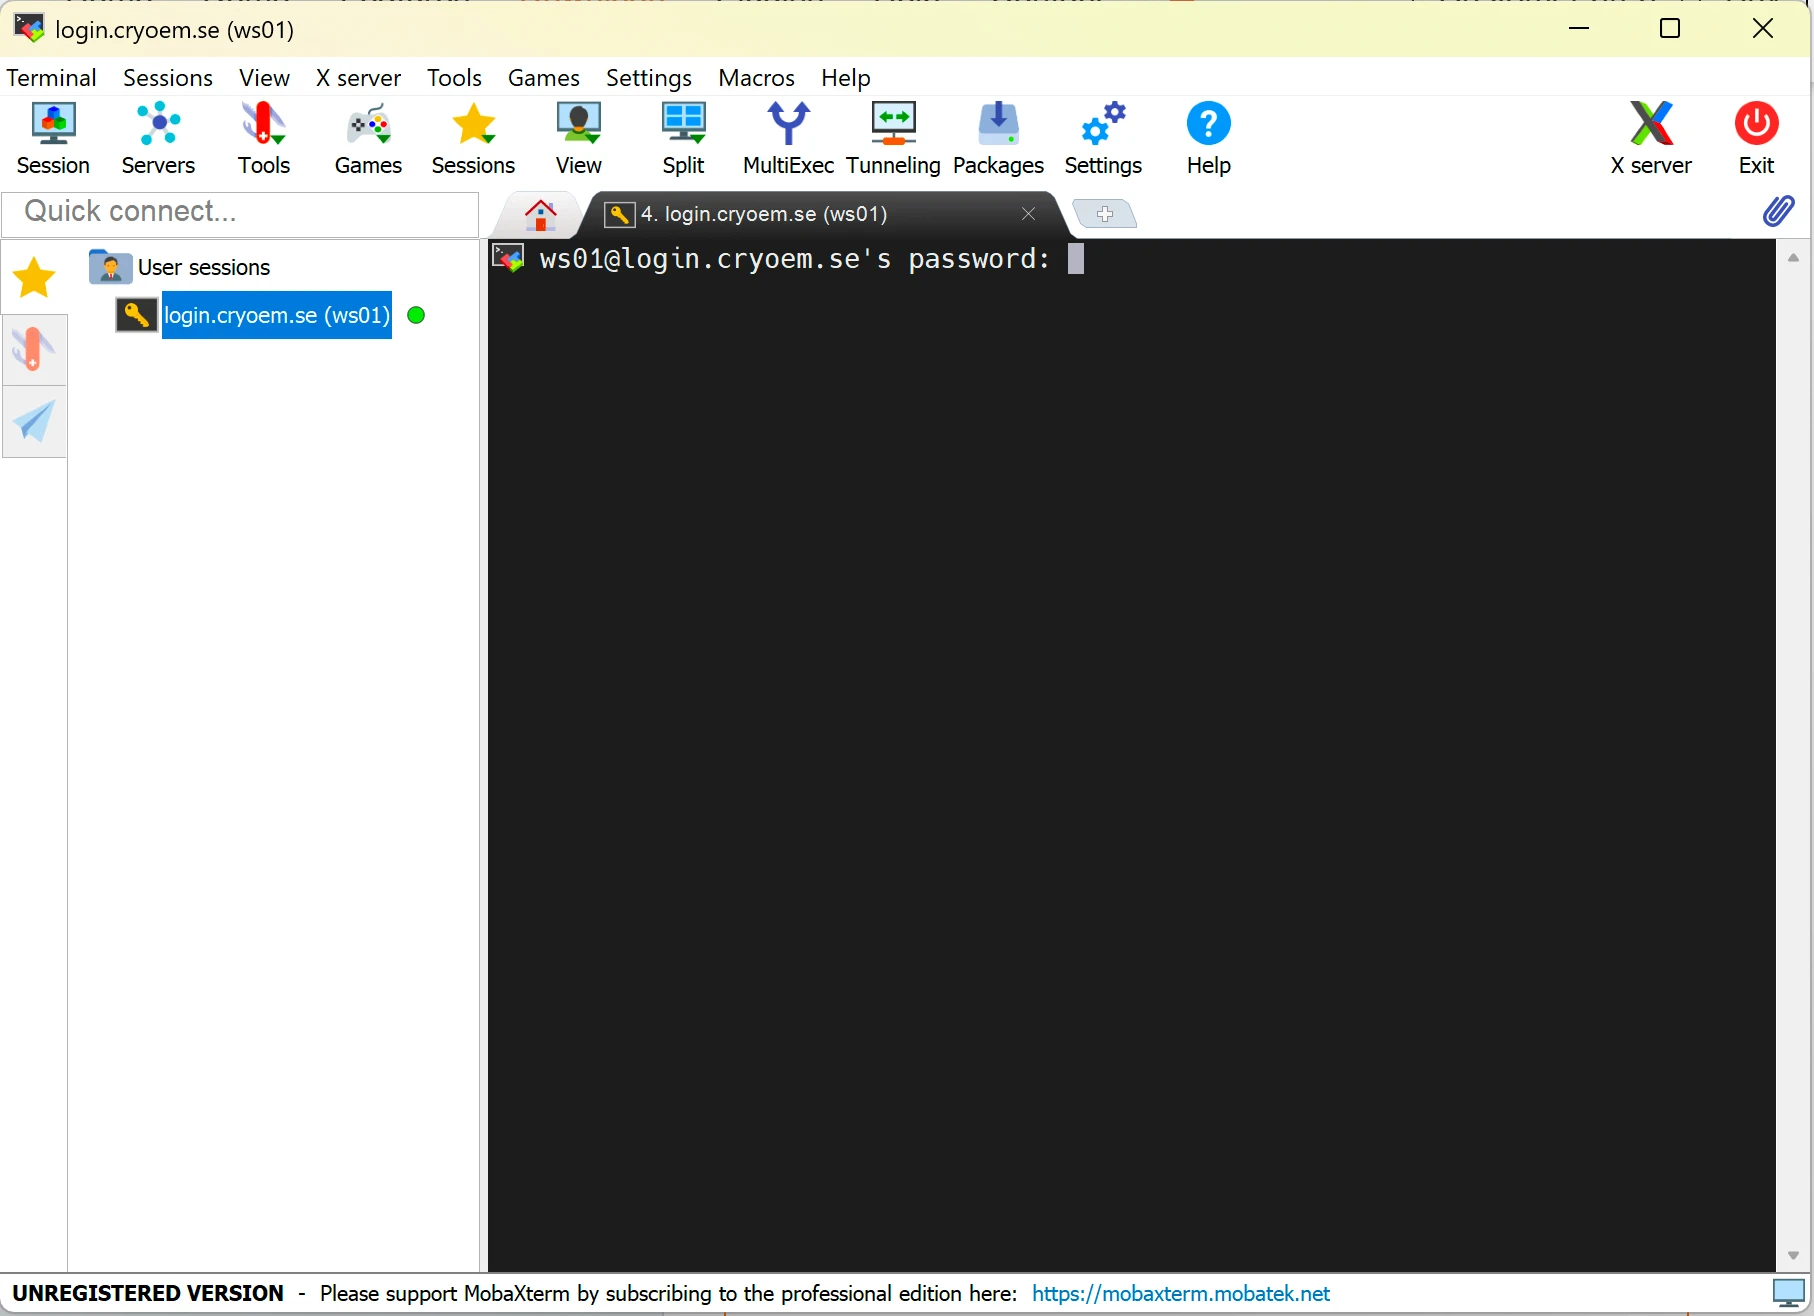 login.cryoem.se (ws01)
Terminal Sessions View X server Tools Games Settings Macros Help
Session Servers Tools Games Sessions View Split MultiExec Tunneling Packages Settings Help X server Exit
Quick connect...
4. login.cryoem.se (ws01)
User sessions
ws01@login.cryoem.se's password:
login.cryoem.se (ws01)
UNREGISTERED VERSION - Please support MobaXterm by subscribing to the professional edition here: https://mobaxterm.mobatek.net